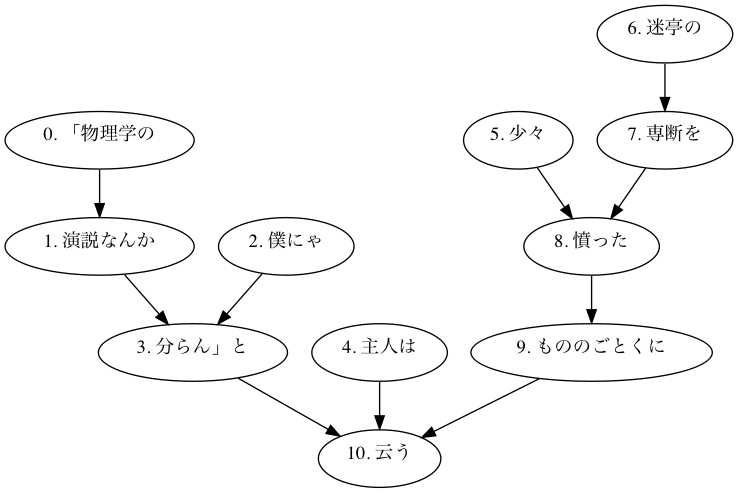 6. 迷亭の
0. 「物理学の
5. 少々
7. 専断を
1. 演説なんか
2. 僕にゃ
8. 憤った
3. 分らん」と
4. 主人は
9. もののごとくに
10. 云う